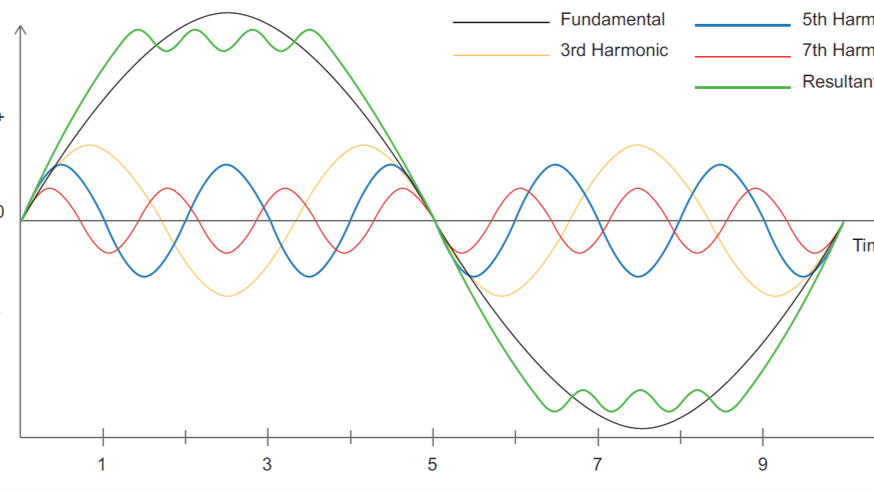 Fundamental
5th Harm
3rd Harmonic
7th Harm
Resultant
+
0
Tim
1
3
5
7
9